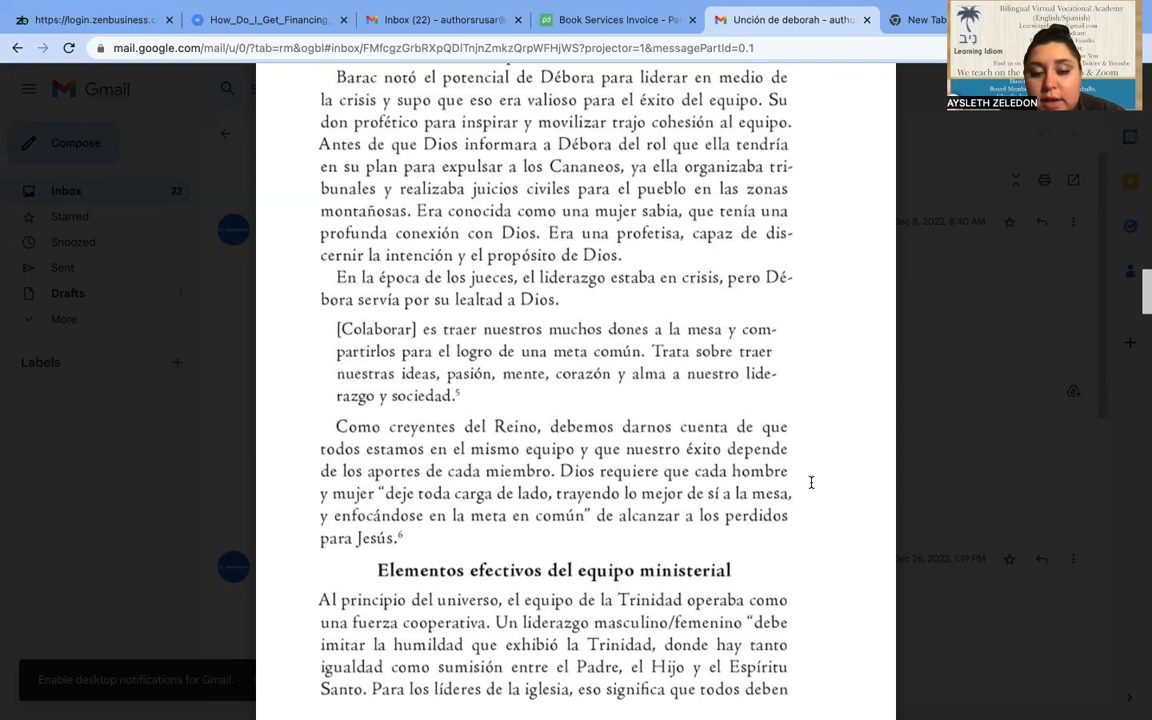 https://login.zenbusiness.c
How_Do_I_Get_Financing_
Inbox (22) - authorsrusar@
Book Services Invoice - Pa
Unción de deborah - autho
New Tab
mail.google.com/mail/u/0/?tab=rm&ogbl#inbox/FMfcgzGrbRXpQDlTnjnZmkzQrpWFHjWS?projector=1&messagePartId=0.1
Bilingual Virtual Vocational Academy
(English/Spanish)
Learning Idiom
We teach on the
& Zoom
AYSLETH ZELEDON
Gmail
Compose
Inbox 22
Starred
Snoozed
Sent
Drafts 1
More
Labels
Dec 8, 2022, 8:40 AM
Dec 26, 2022, 1:19 PM
Enable desktop notifications for Gmail.
Barac notó el potencial de Débora para liderar en medio de
la crisis y supo que eso era valioso para el éxito del equipo. Su
don profético para inspirar y movilizar trajo cohesión al equipo.
Antes de que Dios informara a Débora del rol que ella tendría
en su plan para expulsar a los Cananeos, ya ella organizaba tri-
bunales y realizaba juicios civiles para el pueblo en las zonas
montañosas. Era conocida como una mujer sabia, que tenía una
profunda conexión con Dios. Era una profetisa, capaz de dis-
cernir la intención y el propósito de Dios.
En la época de los jueces, el liderazgo estaba en crisis, pero Dé-
bora servía por su lealtad a Dios.
[Colaborar] es traer nuestros muchos dones a la mesa y com-
partirlos para el logro de una meta común. Trata sobre traer
nuestras ideas, pasión, mente, corazón y alma a nuestro lide-
razgo y sociedad.⁵
Como creyentes del Reino, debemos darnos cuenta de que
todos estamos en el mismo equipo y que nuestro éxito depende
de los aportes de cada miembro. Dios requiere que cada hombre
y mujer “deje toda carga de lado, trayendo lo mejor de sí a la mesa,
y enfocándose en la meta en común” de alcanzar a los perdidos
para Jesús.⁶
Elementos efectivos del equipo ministerial
Al principio del universo, el equipo de la Trinidad operaba como
una fuerza cooperativa. Un liderazgo masculino/femenino “debe
imitar la humildad que exhibió la Trinidad, donde hay tanto
igualdad como sumisión entre el Padre, el Hijo y el Espíritu
Santo. Para los líderes de la iglesia, eso significa que todos deben